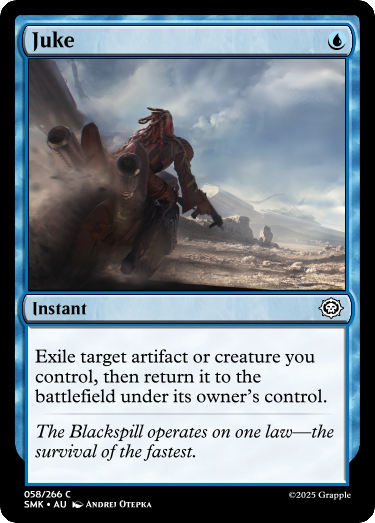 Juke
Instant
Exile target artifact or creature you
control, then return it to the
battlefield under its owner's control.
The Blackspill operates on one law—the
survival of the fastest.
058/266 C
SMK • AU Andrej Otepka
©2025 Grapple